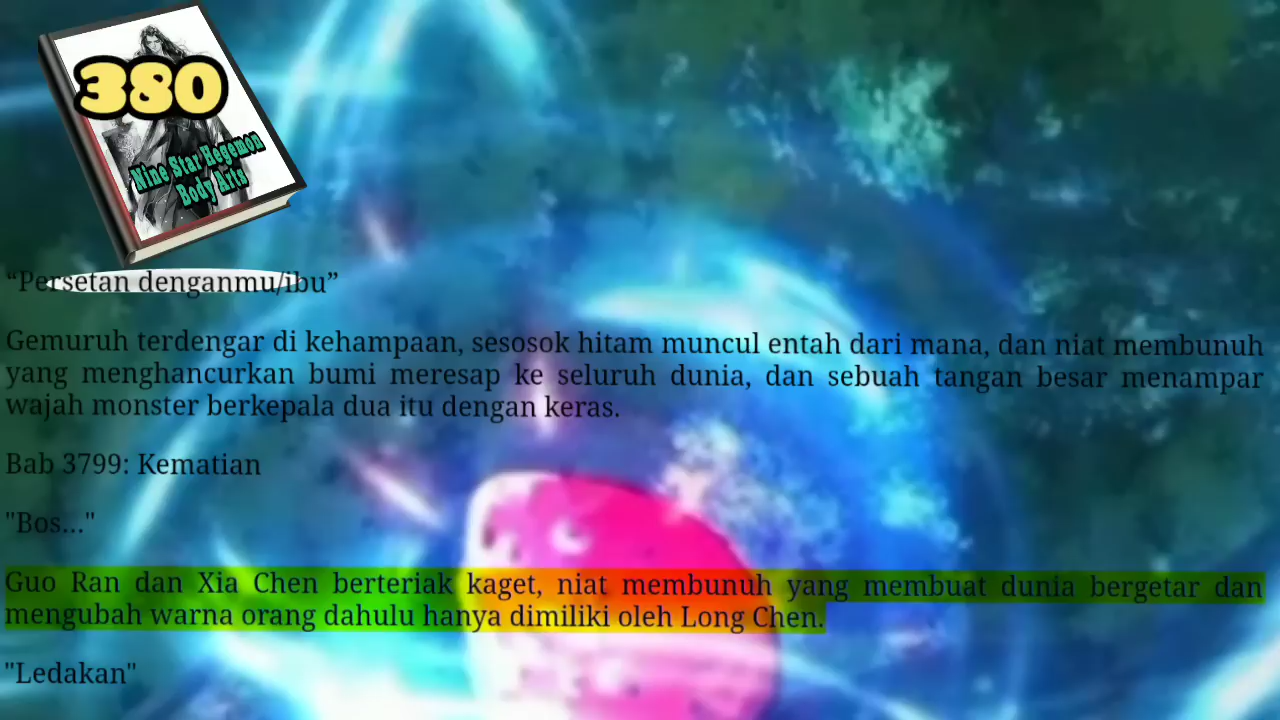 380
Nine Star Hegemon
Body Arts
“Persetan denganmu/ibu”
Gemuruh terdengar di kehampaan, sesosok hitam muncul entah dari mana, dan niat membunuh
yang menghancurkan bumi meresap ke seluruh dunia, dan sebuah tangan besar menampar
wajah monster berkepala dua itu dengan keras.
Bab 3799: Kematian
"Bos..."
Guo Ran dan Xia Chen berteriak kaget, niat membunuh yang membuat dunia bergetar dan
mengubah warna orang dahulu hanya dimiliki oleh Long Chen.
"Ledakan"